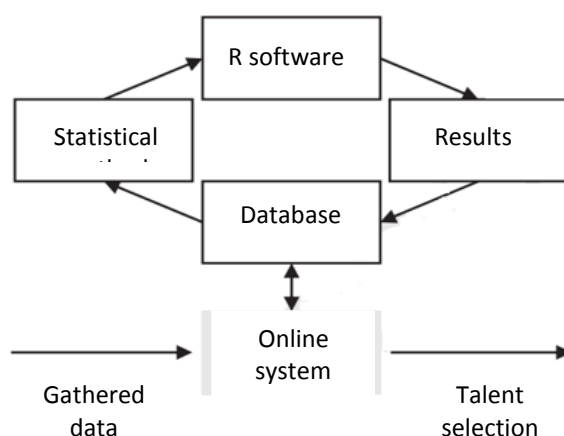 R software
Statistical
Results
Database
Online
system
Gathered
data
Talent
selection